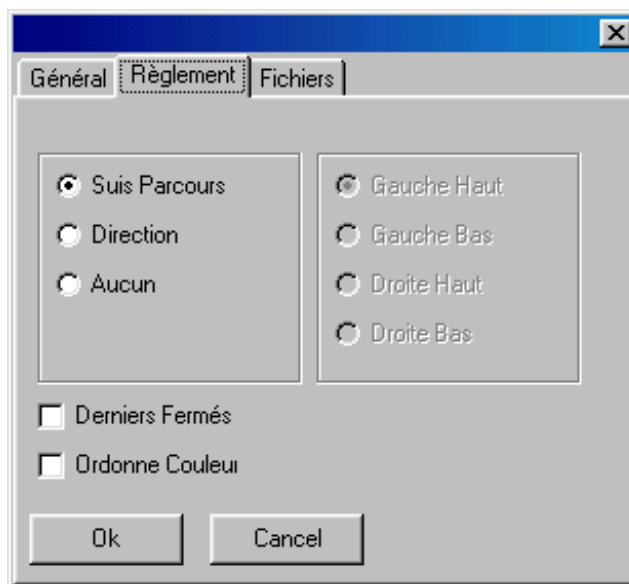 Général Règlement Fichiers
Suis Parcours
Direction
Aucun
Gauche Haut
Gauche Bas
Droite Haut
Droite Bas
Derniers Fermés
Ordonne Couleur
Ok Cancel